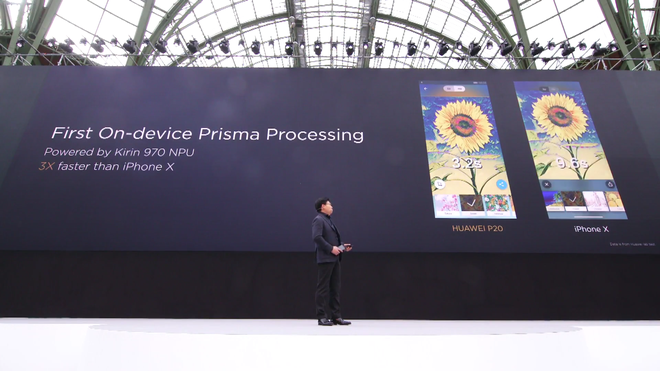 First On-device Prisma Processing
Powered by Kirin 970 NPU
3X faster than iPhone X
3.2s
9.6s
HUAWEI P20
iPhone X